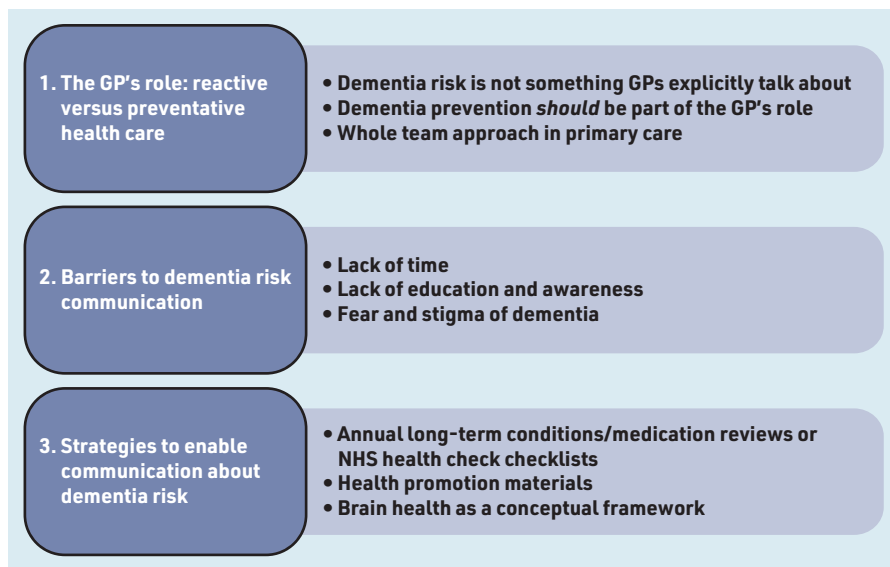 1. The GP's role: reactive
versus preventative
health care
• Dementia risk is not something GPs explicitly talk about
• Dementia prevention should be part of the GP's role
• Whole team approach in primary care
2. Barriers to dementia risk
communication
• Lack of time
• Lack of education and awareness
• Fear and stigma of dementia
3. Strategies to enable
communication about
dementia risk
• Annual long-term conditions/medication reviews or
NHS health check checklists
• Health promotion materials
• Brain health as a conceptual framework